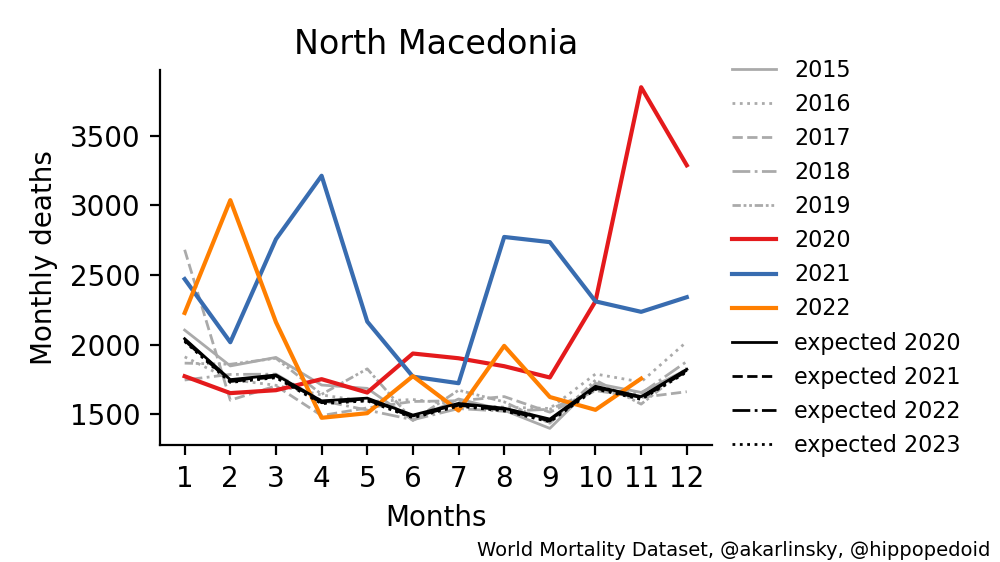 North Macedonia
Monthly deaths
3500
3000
2500
2000
1500
1 2 3 4 5 6 7 8 9 10 11 12
Months
2015
2016
2017
2018
2019
2020
2021
2022
expected 2020
expected 2021
expected 2022
expected 2023
World Mortality Dataset, @akarlinsky, @hippopedoid